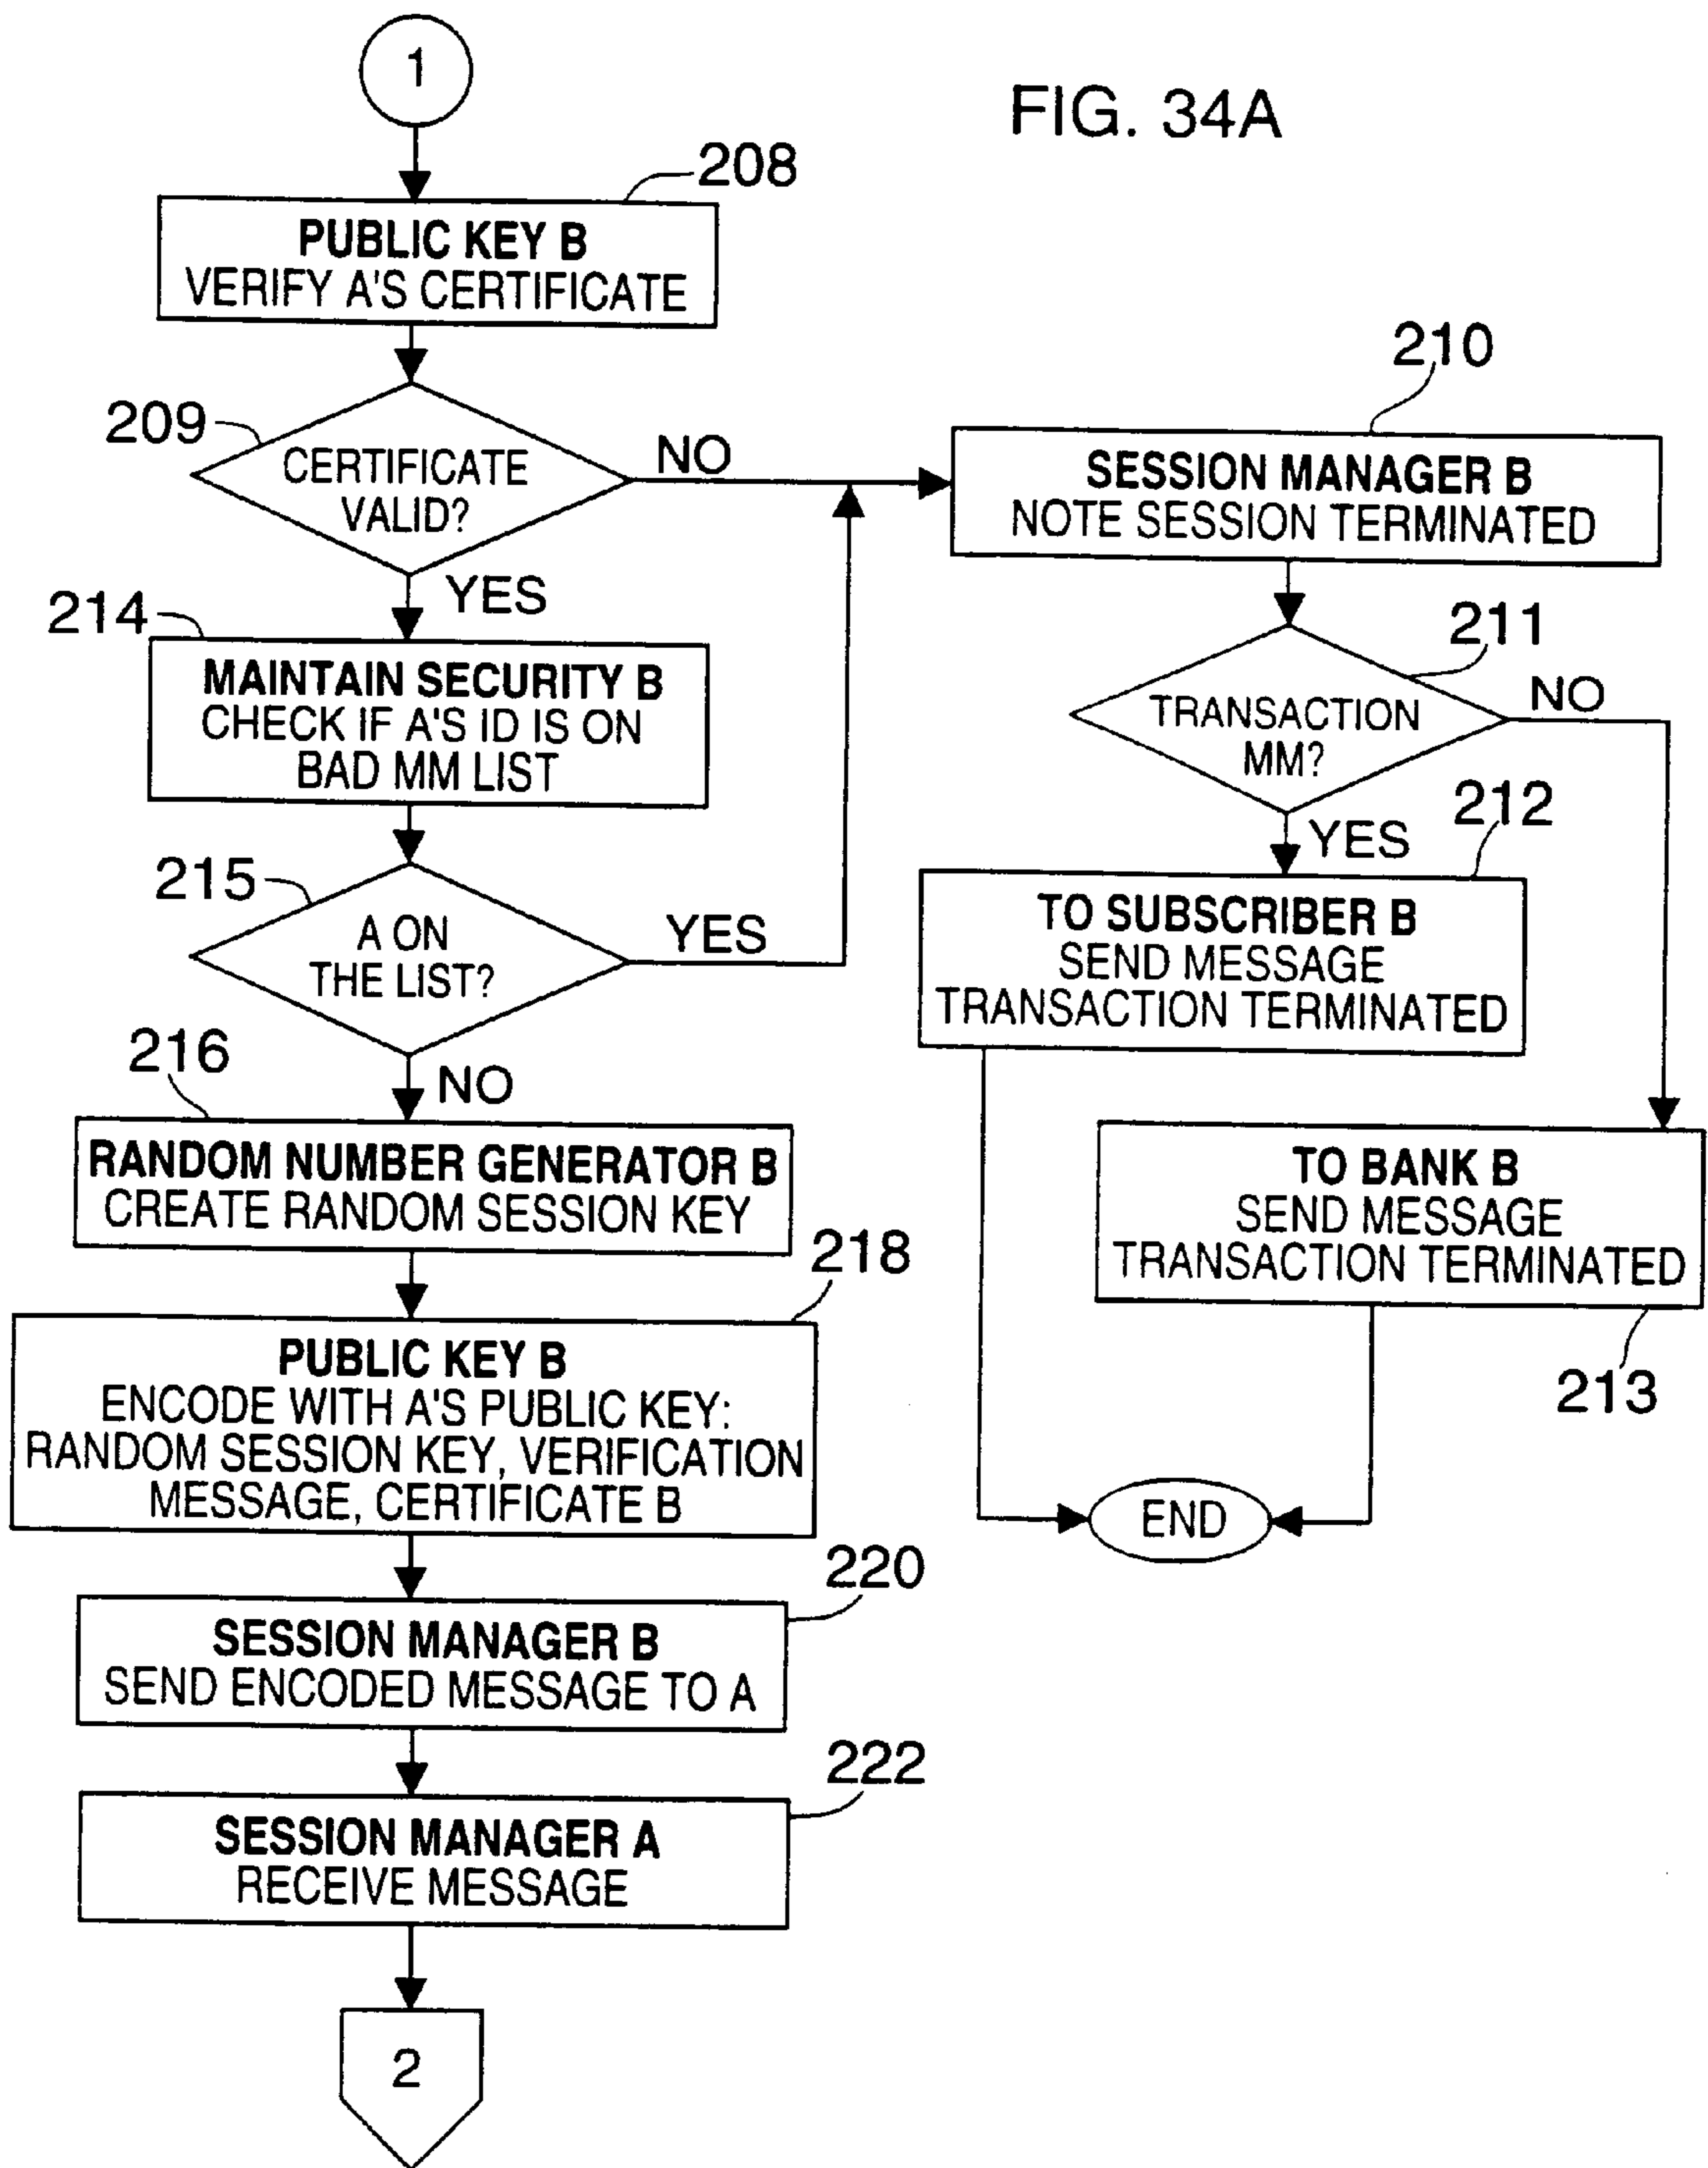 1
FIG. 34A
208
PUBLIC KEY B
VERIFY A'S CERTIFICATE
209
CERTIFICATE
VALID?
NO
YES
210
SESSION MANAGER B
NOTE SESSION TERMINATED
214
MAINTAIN SECURITY B
CHECK IF A'S ID IS ON
BAD MM LIST
211
TRANSACTION
MM?
NO
YES
215
A ON
THE LIST?
YES
NO
212
TO SUBSCRIBER B
SEND MESSAGE
TRANSACTION TERMINATED
216
RANDOM NUMBER GENERATOR B
CREATE RANDOM SESSION KEY
TO BANK B
SEND MESSAGE
TRANSACTION TERMINATED
213
218
PUBLIC KEY B
ENCODE WITH A'S PUBLIC KEY:
RANDOM SESSION KEY, VERIFICATION
MESSAGE, CERTIFICATE B
END
220
SESSION MANAGER B
SEND ENCODED MESSAGE TO A
222
SESSION MANAGER A
RECEIVE MESSAGE
2